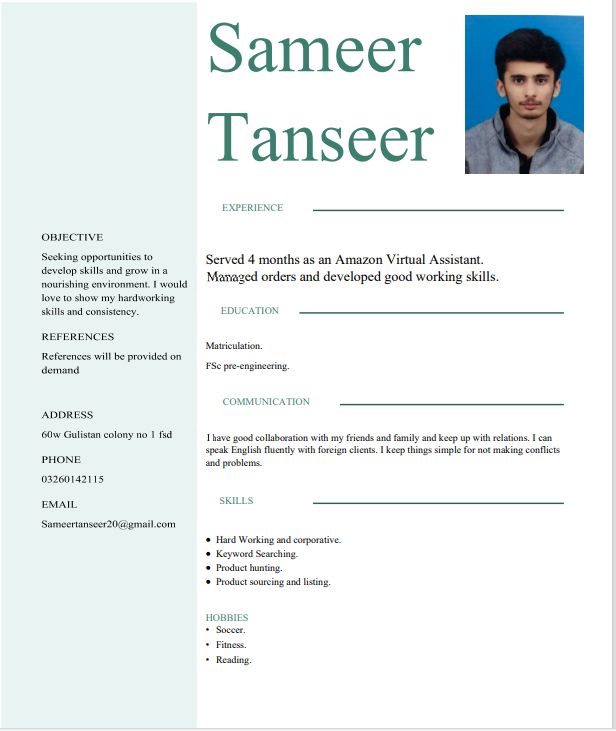 Sameer
Tanseer
EXPERIENCE
Served 4 months as an Amazon Virtual Assistant.
Managed orders and developed good working skills.
EDUCATION
Matriculation.
FSc pre-engineering.
COMMUNICATION
I have good collaboration with my friends and family and keep up with relations. I can
speak English fluently with foreign clients. I keep things simple for not making conflicts
and problems.
SKILLS
● Hard Working and corporative.
● Keyword Searching.
● Product hunting.
● Product sourcing and listing.
HOBBIES
• Soccer.
• Fitness.
• Reading.
OBJECTIVE
Seeking opportunities to
develop skills and grow in a
nourishing environment. I would
love to show my hardworking
skills and consistency.
REFERENCES
References will be provided on
demand
ADDRESS
60w Gulistan colony no 1 fsd
PHONE
03260142115
EMAIL
Sameertanseer20@gmail.com